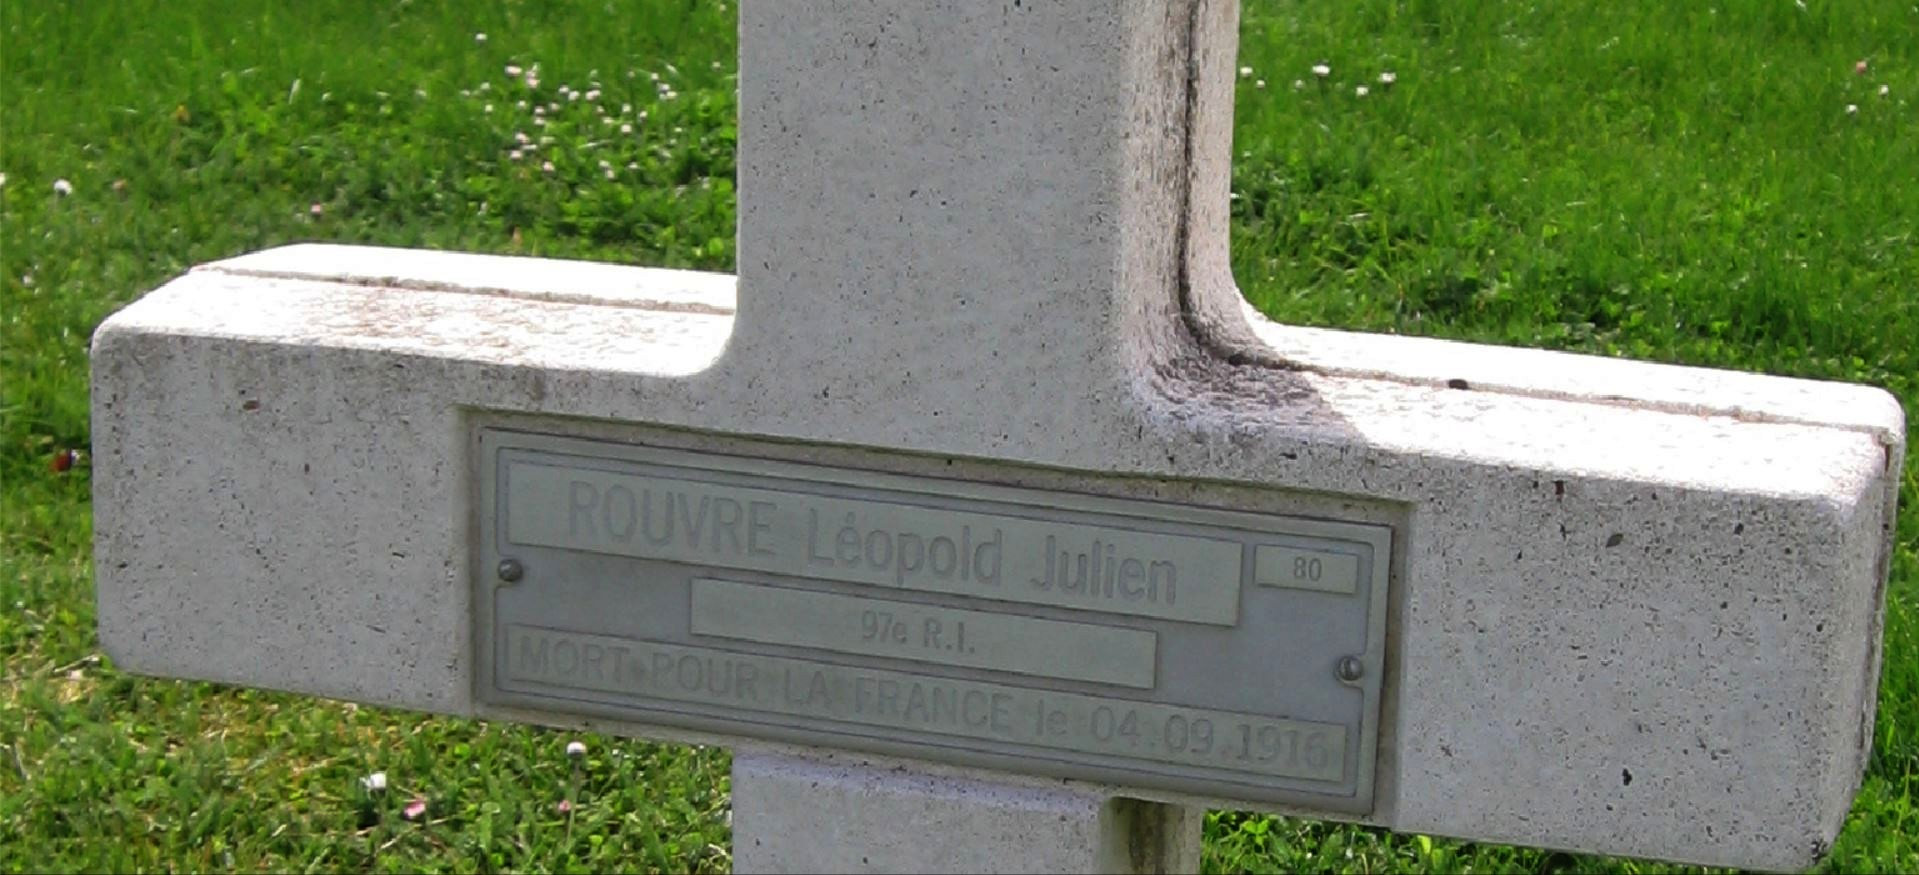 ROUVRE Léopold Julien 80
97e R.I.
MORT POUR LA FRANCE le 04.09.1916